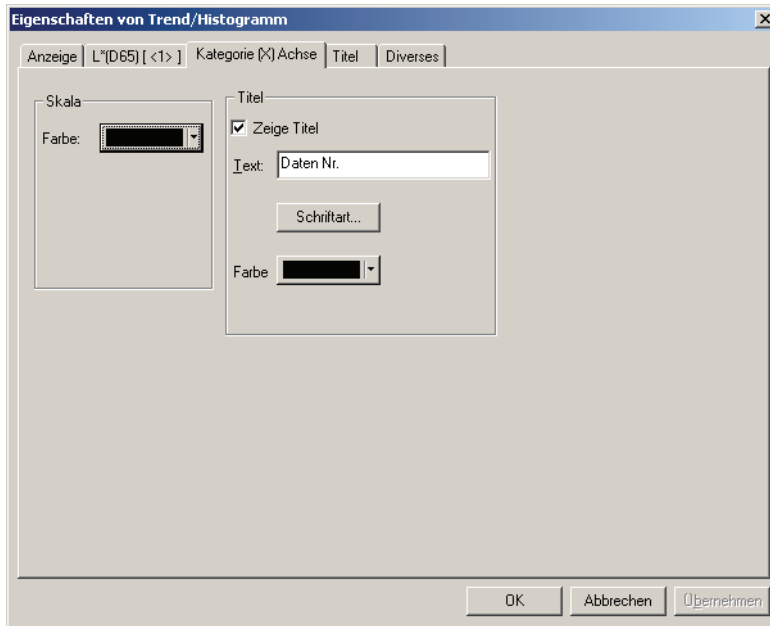 Eigenschaften von Trend/Histogramm
Anzeige L*(D65) [ <1> ] Kategorie (X) Achse Titel Diverses
Skala
Farbe:
Titel
Zeige Titel
Text: Daten Nr.
Schriftart...
Farbe
OK Abbrechen Übernehmen